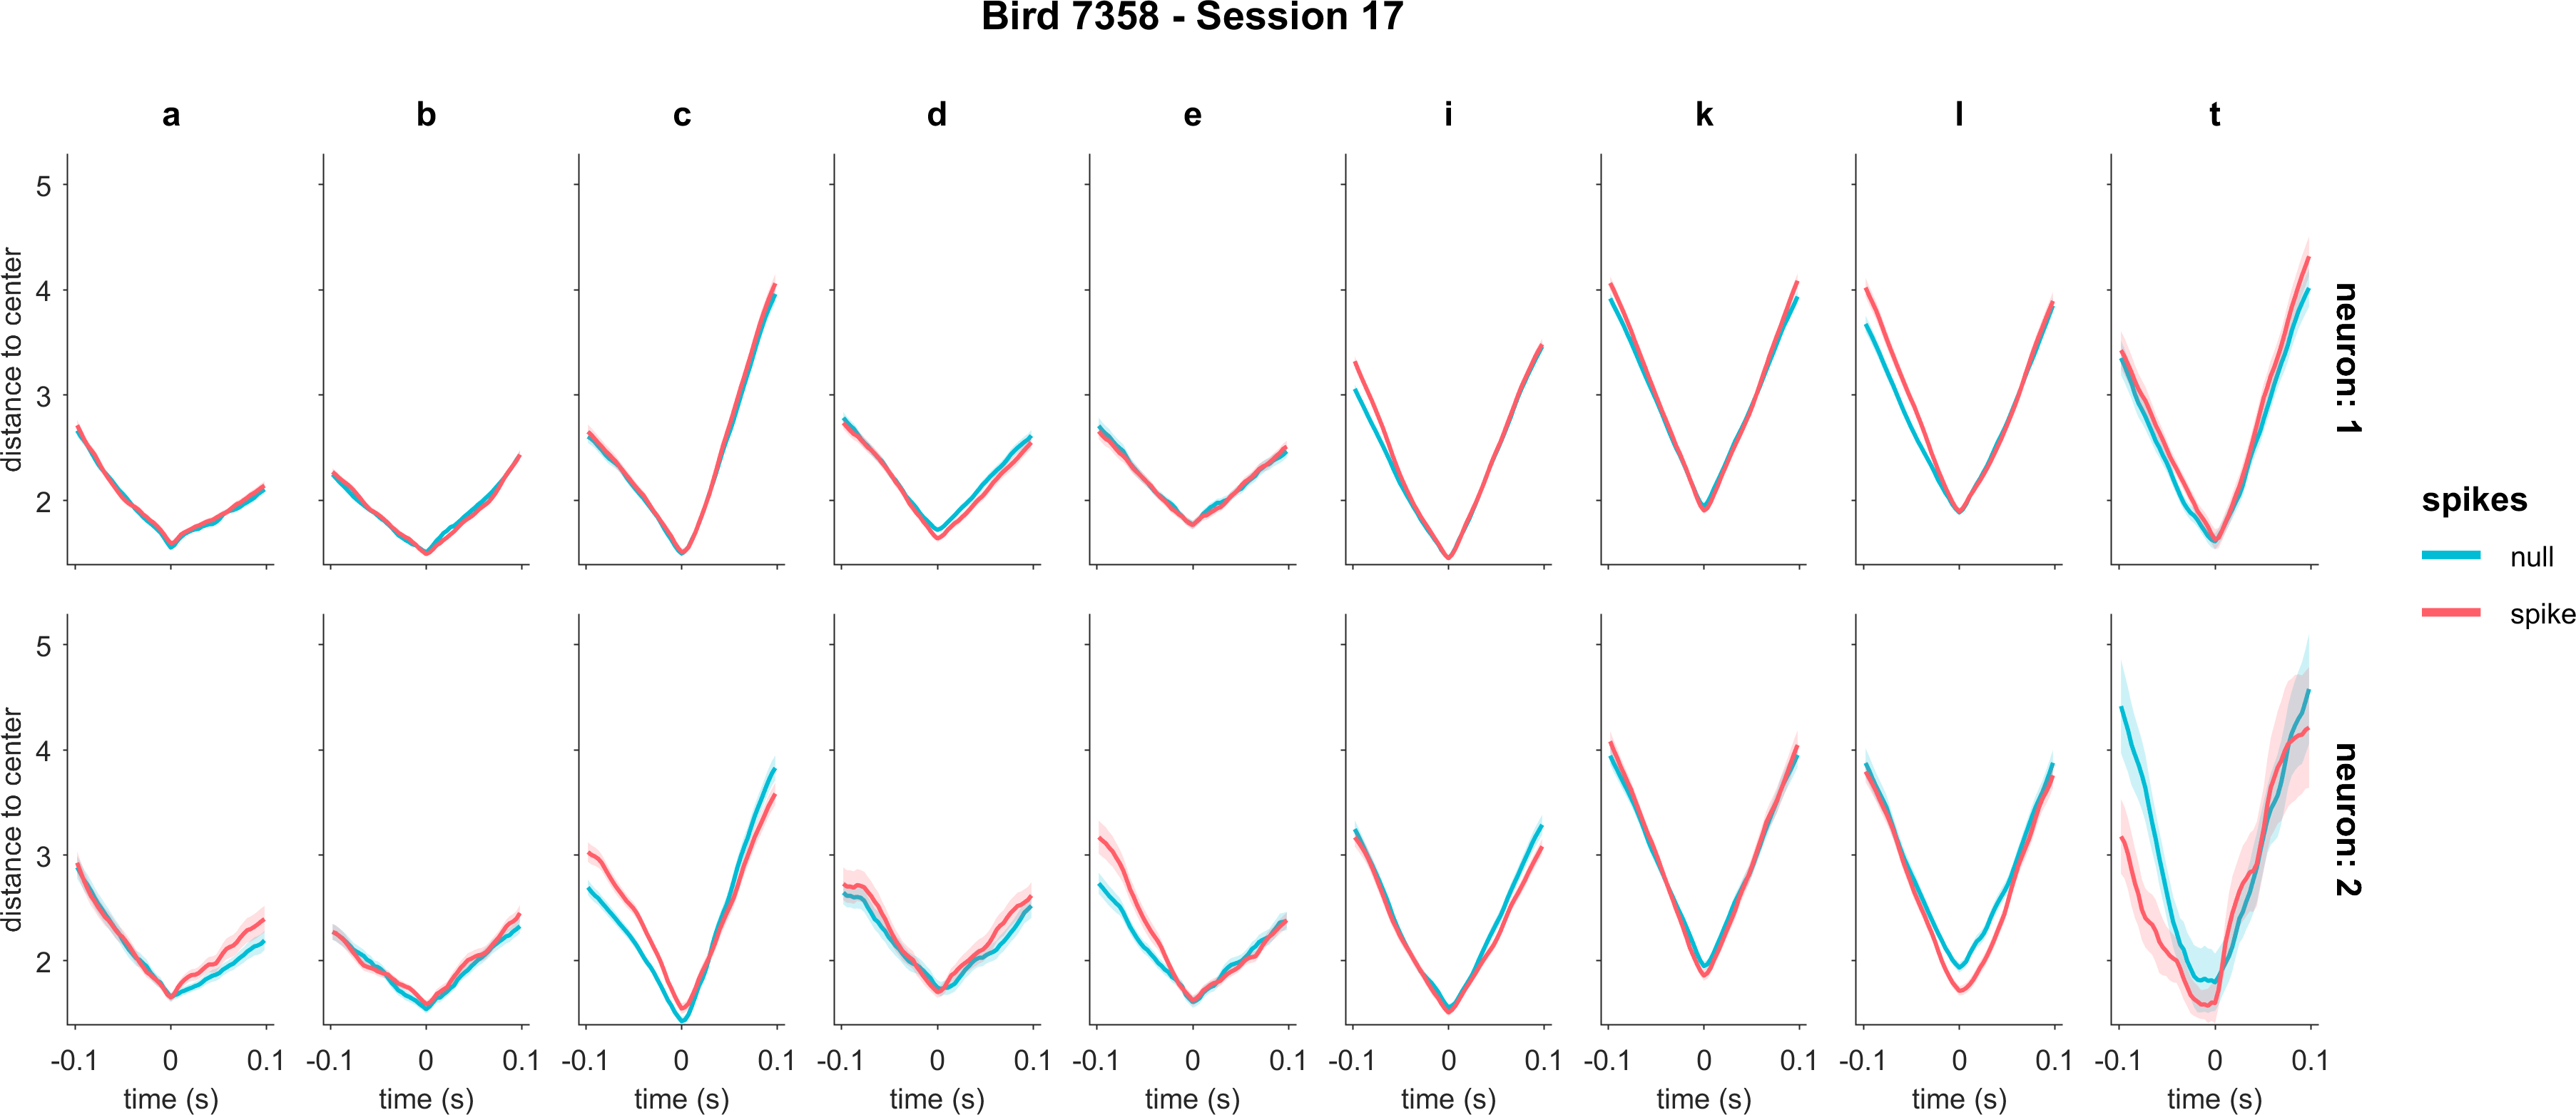 Bird 7358 - Session 17
a b c d e i k l t
5
4
3
2
distance to center
neuron: 1
spikes
null
spike
5
4
3
2
distance to center
neuron: 2
-0.1 0 0.1 -0.1 0 0.1 -0.1 0 0.1 -0.1 0 0.1 -0.1 0 0.1 -0.1 0 0.1 -0.1 0 0.1 -0.1 0 0.1 -0.1 0 0.1
time (s) time (s) time (s) time (s) time (s) time (s) time (s) time (s) time (s)